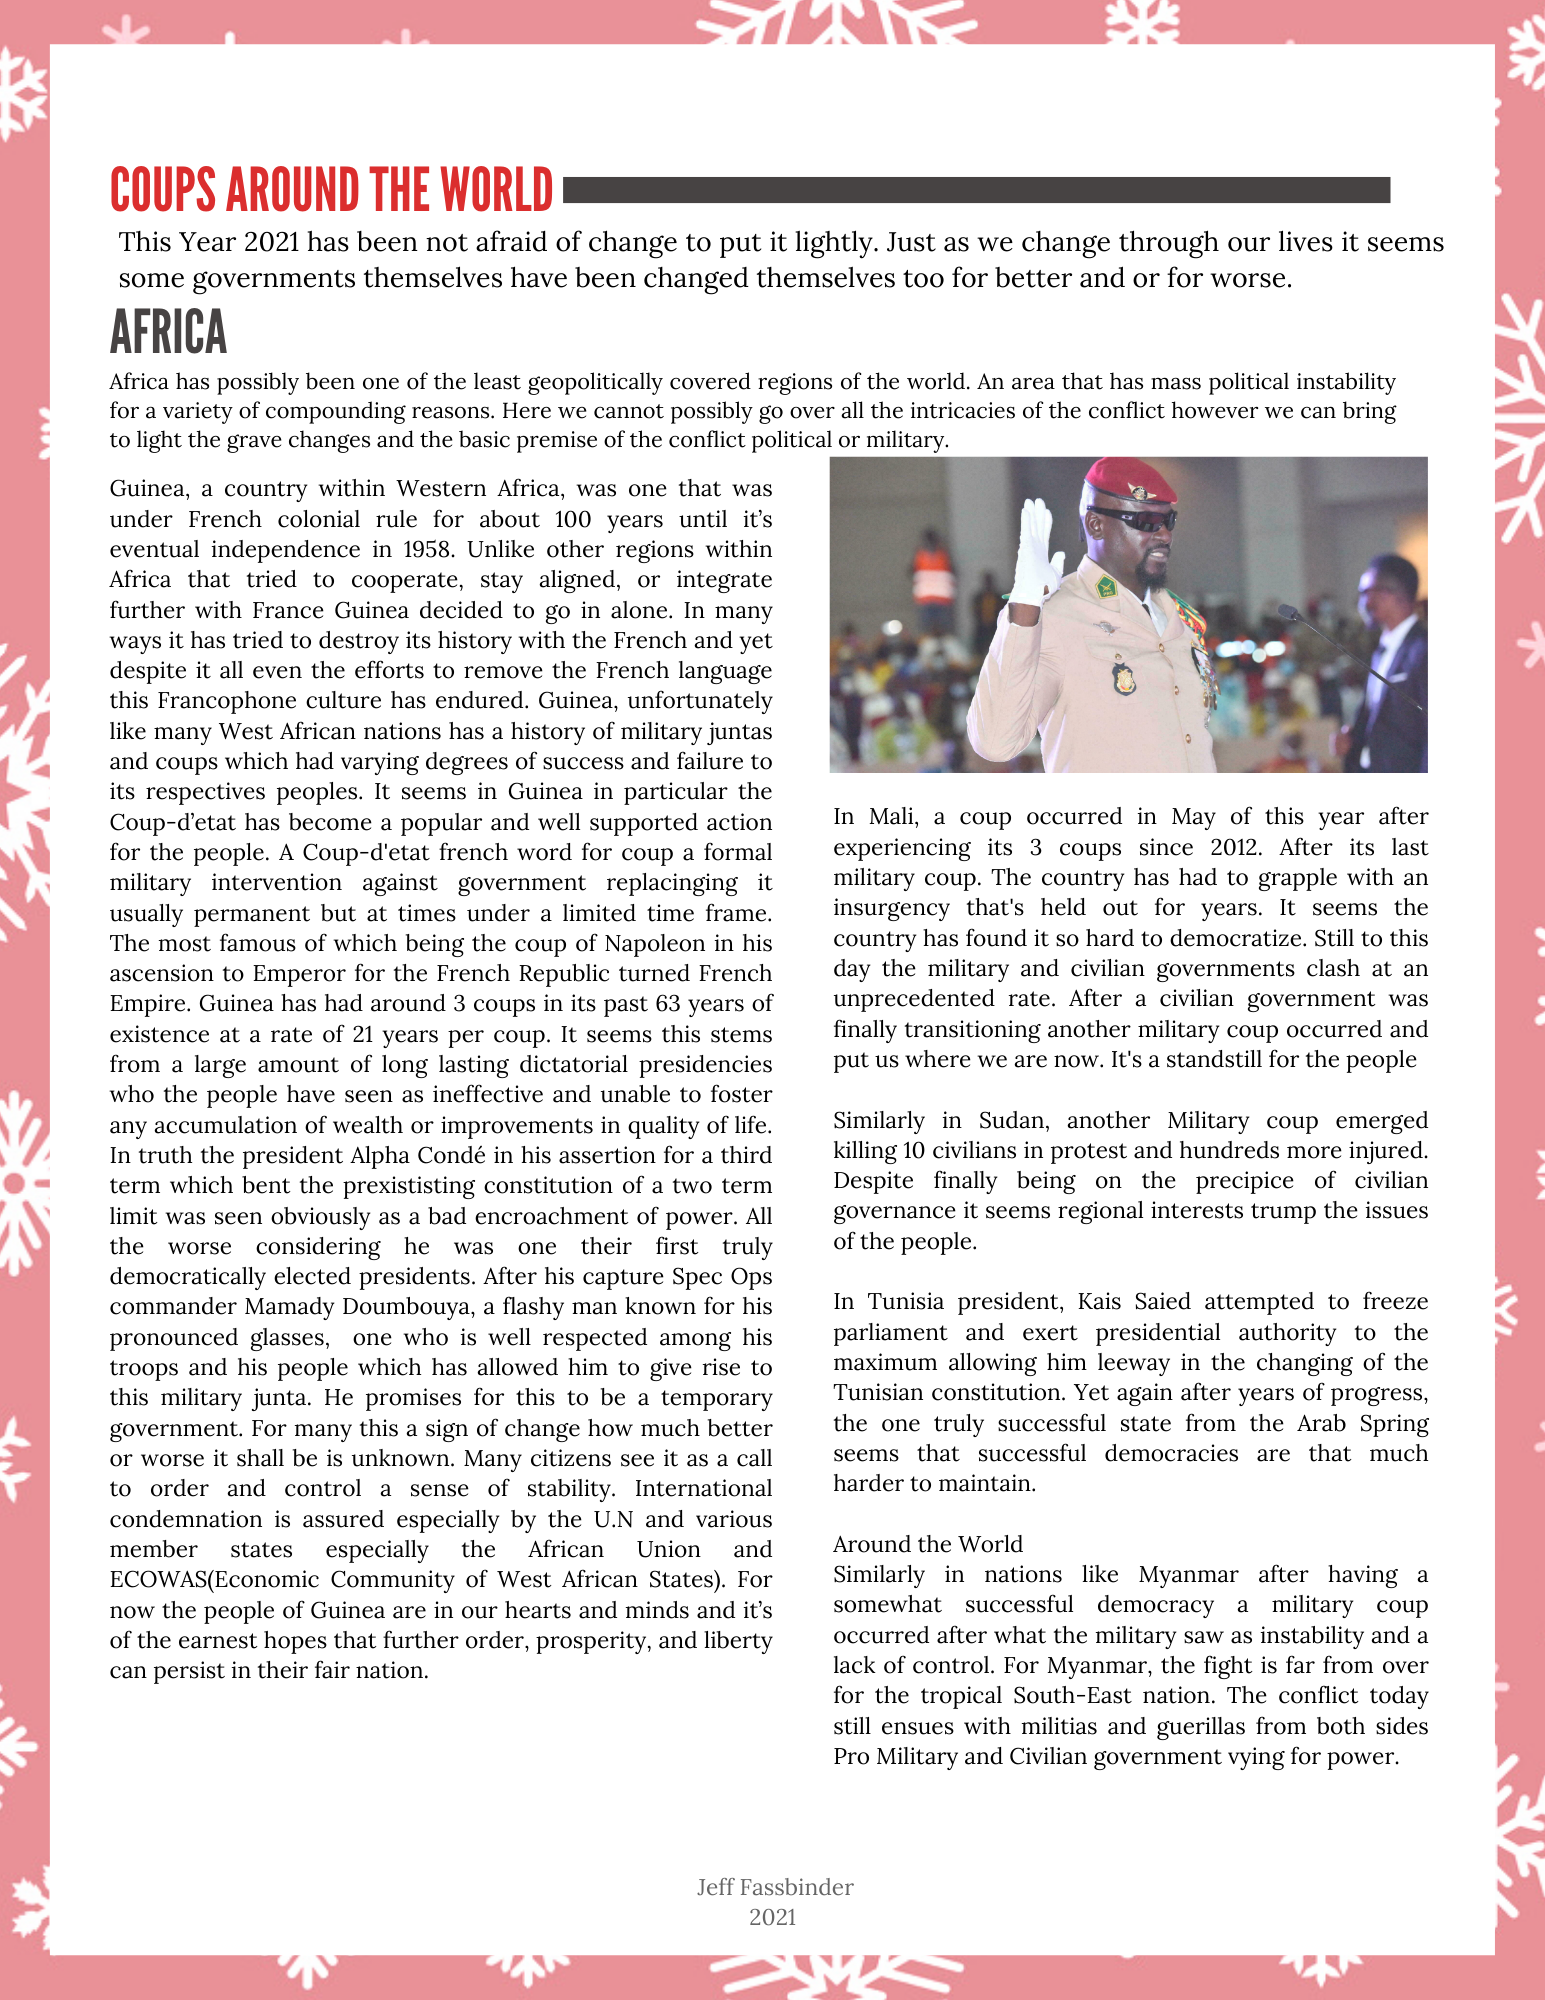 COUPS AROUND THE WORLD
This Year 2021 has been not afraid of change to put it lightly. Just as we change through our lives it seems
some governments themselves have been changed themselves too for better and or for worse.
AFRICA
Africa has possibly been one of the least geopolitically covered regions of the world. An area that has mass political instability
for a variety of compounding reasons. Here we cannot possibly go over all the intricacies of the conflict however we can bring
to light the grave changes and the basic premise of the conflict political or military.
Guinea, a country within Western Africa, was one that was
under French colonial rule for about 100 years until it’s
eventual independence in 1958. Unlike other regions within
Africa that tried to cooperate, stay aligned, or integrate
further with France Guinea decided to go in alone. In many
ways it has tried to destroy its history with the French and yet
despite it all even the efforts to remove the French language
this Francophone culture has endured. Guinea, unfortunately
like many West African nations has a history of military juntas
and coups which had varying degrees of success and failure to
its respectives peoples. It seems in Guinea in particular the
Coup-d’etat has become a popular and well supported action
for the people. A Coup-d'etat french word for coup a formal
military intervention against government replacinging it
usually permanent but at times under a limited time frame.
The most famous of which being the coup of Napoleon in his
ascension to Emperor for the French Republic turned French
Empire. Guinea has had around 3 coups in its past 63 years of
existence at a rate of 21 years per coup. It seems this stems
from a large amount of long lasting dictatorial presidencies
who the people have seen as ineffective and unable to foster
any accumulation of wealth or improvements in quality of life.
In truth the president Alpha Condé in his assertion for a third
term which bent the prexististing constitution of a two term
limit was seen obviously as a bad encroachment of power. All
the worse considering he was one their first truly
democratically elected presidents. After his capture Spec Ops
commander Mamady Doumbouya, a flashy man known for his
pronounced glasses, one who is well respected among his
troops and his people which has allowed him to give rise to
this military junta. He promises for this to be a temporary
government. For many this a sign of change how much better
or worse it shall be is unknown. Many citizens see it as a call
to order and control a sense of stability. International
condemnation is assured especially by the U.N and various
member states especially the African Union and
ECOWAS(Economic Community of West African States). For
now the people of Guinea are in our hearts and minds and it’s
of the earnest hopes that further order, prosperity, and liberty
can persist in their fair nation.
In Mali, a coup occurred in May of this year after
experiencing its 3 coups since 2012. After its last
military coup. The country has had to grapple with an
insurgency that's held out for years. It seems the
country has found it so hard to democratize. Still to this
day the military and civilian governments clash at an
unprecedented rate. After a civilian government was
finally transitioning another military coup occurred and
put us where we are now. It's a standstill for the people
Similarly in Sudan, another Military coup emerged
killing 10 civilians in protest and hundreds more injured.
Despite finally being on the precipice of civilian
governance it seems regional interests trump the issues
of the people.
In Tunisia president, Kais Saied attempted to freeze
parliament and exert presidential authority to the
maximum allowing him leeway in the changing of the
Tunisian constitution. Yet again after years of progress,
the one truly successful state from the Arab Spring
seems that successful democracies are that much
harder to maintain.
Around the World
Similarly in nations like Myanmar after having a
somewhat successful democracy a military coup
occurred after what the military saw as instability and a
lack of control. For Myanmar, the fight is far from over
for the tropical South-East nation. The conflict today
still ensues with militias and guerillas from both sides
Pro Military and Civilian government vying for power.
Jeff Fassbinder
2021